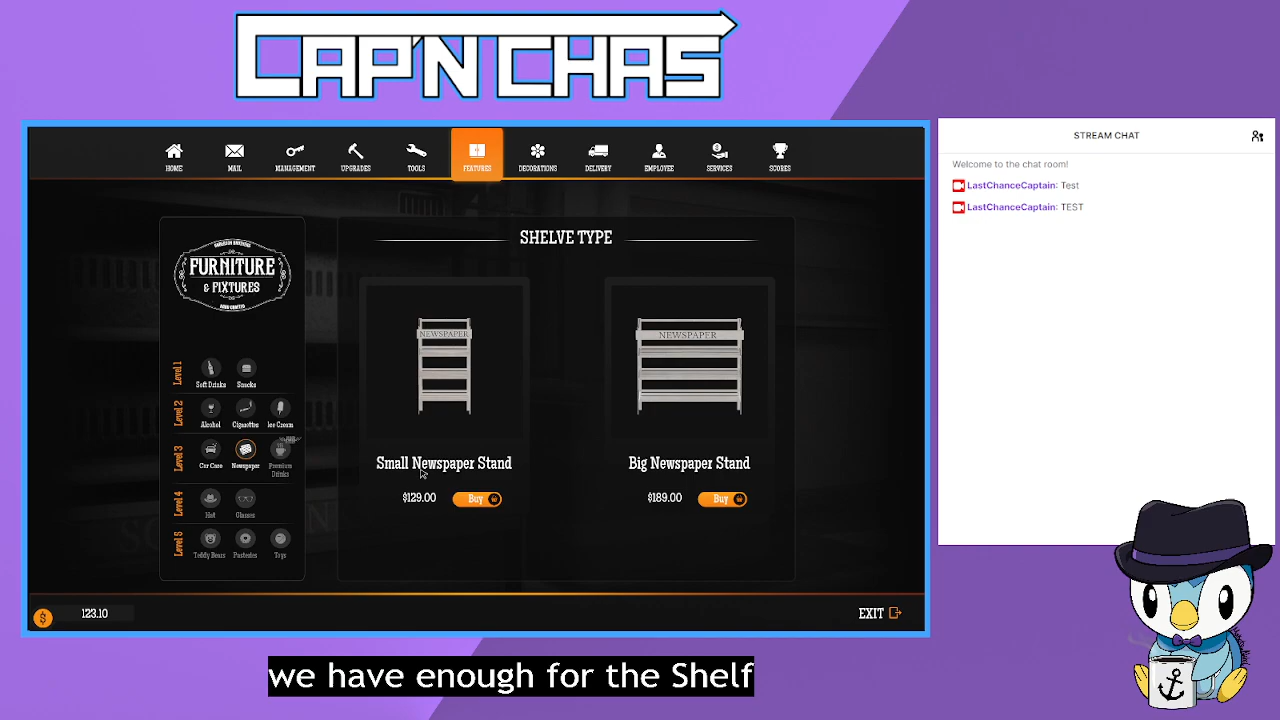 CAP'N CHAS
HOME MAIL MANAGEMENT UPGRADES TOOLS FEATURES DECORATIONS DELIVERY EMPLOYEE SERVICES SCORES
FURNITURE
& FIXTURES
Level 1
Soft Drinks Snacks
Level 2
Alcohol Cigarettes Ice Cream
Level 3
Car Care Newspaper Premium Drinks
Level 4
Hat Glasses
Level 5
Teddy Bears Pastries Toys
SHELVE TYPE
NEWSPAPER
NEWSPAPER
Small Newspaper Stand
Big Newspaper Stand
$129.00 Buy
$189.00 Buy
123.10
EXIT
STREAM CHAT
Welcome to the chat room!
LastChanceCaptain: Test
LastChanceCaptain: TEST
we have enough for the Shelf